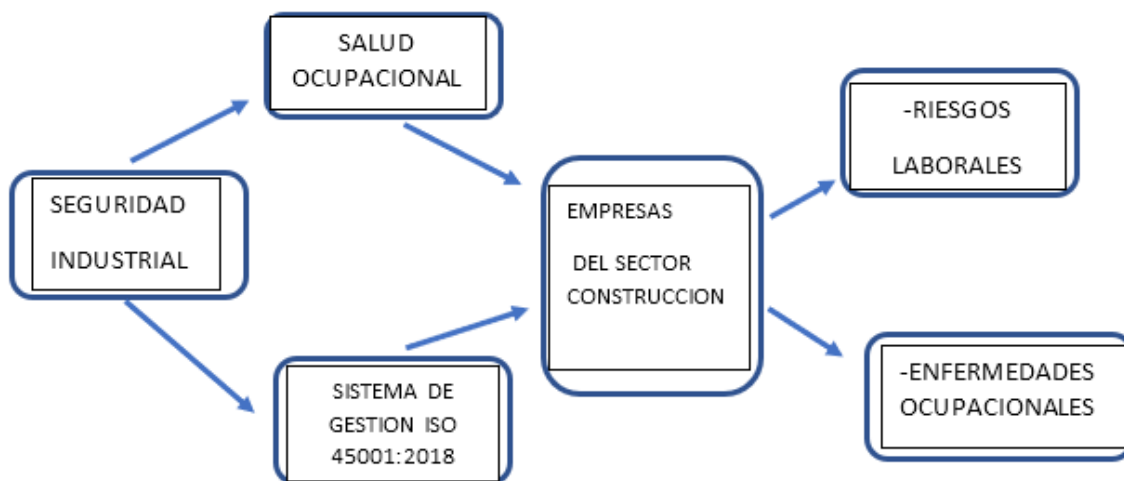 SALUD
OCUPACIONAL
-RIESGOS
LABORALES
SEGURIDAD
INDUSTRIAL
EMPRESAS
DEL SECTOR
CONSTRUCCION
SISTEMA DE
GESTION ISO
45001:2018
-ENFERMEDADES
OCUPACIONALES